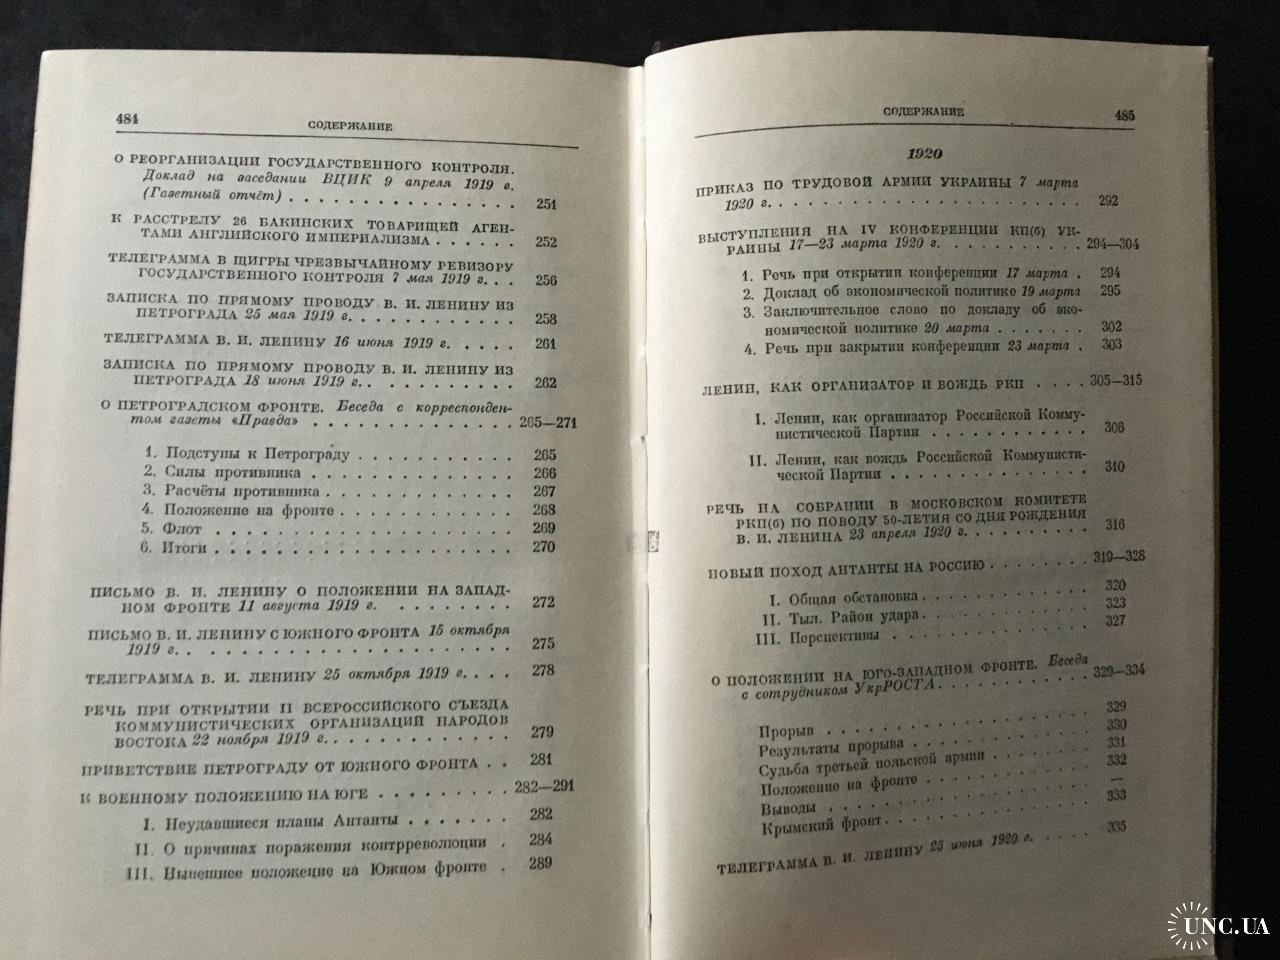 484
СОДЕРЖАНИЕ
О РЕОРГАНИЗАЦИИ ГОСУДАРСТВЕННОГО КОНТРОЛЯ.
Доклад на заседании ВЦИК 9 апреля 1919 г.
(Газетный отчёт) . . . . . . . . . . . . . . . . . 251
К РАССТРЕЛУ 26 БАКИНСКИХ ТОВАРИЩЕЙ АГЕН-
ТАМИ АНГЛИЙСКОГО ИМПЕРИАЛИЗМА . . . . . . 252
ТЕЛЕГРАММА В ЩИГРЫ ЧРЕЗВЫЧАЙНОМУ РЕВИЗОРУ
ГОСУДАРСТВЕННОГО КОНТРОЛЯ 7 мая 1919 г. . . 256
ЗАПИСКА ПО ПРЯМОМУ ПРОВОДУ В. И. ЛЕНИНУ ИЗ
ПЕТРОГРАДА 25 мая 1919 г. . . . . . . . . . . . . 258
ТЕЛЕГРАММА В. И. ЛЕНИНУ 16 июня 1919 г. . . . . 261
ЗАПИСКА ПО ПРЯМОМУ ПРОВОДУ В. И. ЛЕНИНУ ИЗ
ПЕТРОГРАДА 18 июня 1919 г. . . . . . . . . . . . 262
О ПЕТРОГРАДСКОМ ФРОНТЕ. Беседа с корреспонден-
том газеты «Правда» . . . . . . . . . . . . . . . 265—271
1. Подступы к Петрограду . . . . . . . . . . . 265
2. Силы противника . . . . . . . . . . . . . . 266
3. Расчёты противника . . . . . . . . . . . . . 267
4. Положение на фронте . . . . . . . . . . . . 268
5. Флот . . . . . . . . . . . . . . . . . . . . 269
6. Итоги . . . . . . . . . . . . . . . . . . . . 270
ПИСЬМО В. И. ЛЕНИНУ О ПОЛОЖЕНИИ НА ЗАПАД-
НОМ ФРОНТЕ 11 августа 1919 г. . . . . . . . . 272
ПИСЬМО В. И. ЛЕНИНУ С ЮЖНОГО ФРОНТА 15 октября
1919 г. . . . . . . . . . . . . . . . . . . . . . 275
ТЕЛЕГРАММА В. И. ЛЕНИНУ 25 октября 1919 г. . . . 278
РЕЧЬ ПРИ ОТКРЫТИИ II ВСЕРОССИЙСКОГО СЪЕЗДА
КОММУНИСТИЧЕСКИХ ОРГАНИЗАЦИЙ НАРОДОВ
ВОСТОКА 22 ноября 1919 г. . . . . . . . . . . . . 279
ПРИВЕТСТВИЕ ПЕТРОГРАДУ ОТ ЮЖНОГО ФРОНТА . . 281
К ВОЕННОМУ ПОЛОЖЕНИЮ НА ЮГЕ . . . . . . . . . 282—291
I. Неудавшиеся планы Антанты . . . . . . . 282
II. О причинах поражения контрреволюции . 284
III. Нынешнее положение на Южном фронте . 289
СОДЕРЖАНИЕ
485
1920
ПРИКАЗ ПО ТРУДОВОЙ АРМИИ УКРАИНЫ 7 марта
1920 г. . . . . . . . . . . . . . . . . . . . . . 292
ВЫСТУПЛЕНИЯ НА IV КОНФЕРЕНЦИИ КП(б) УК-
РАИНЫ 17—23 марта 1920 г. . . . . . . . . . . 294—304
1. Речь при открытии конференции 17 марта . 294
2. Доклад об экономической политике 19 марта 295
3. Заключительное слово по докладу об эко-
номической политике 20 марта . . . . . . . 302
4. Речь при закрытии конференции 23 марта . 303
ЛЕНИН, КАК ОРГАНИЗАТОР И ВОЖДЬ РКП . . . . 305—315
I. Ленин, как организатор Российской Комму-
нистической Партии . . . . . . . . . . . . 306
II. Ленин, как вождь Российской Коммунисти-
ческой Партии . . . . . . . . . . . . . . . 310
РЕЧЬ НА СОБРАНИИ В МОСКОВСКОМ КОМИТЕТЕ
РКП(б) ПО ПОВОДУ 50-ЛЕТИЯ СО ДНЯ РОЖДЕНИЯ
В. И. ЛЕНИНА 23 апреля 1920 г. . . . . . . . . . 316
НОВЫЙ ПОХОД АНТАНТЫ НА РОССИЮ . . . . . . . . 319—328
I. Общая обстановка . . . . . . . . . . . . . 320
II. Тыл. Район удара . . . . . . . . . . . . . 323
III. Перспективы . . . . . . . . . . . . . . . 327
О ПОЛОЖЕНИИ НА ЮГО-ЗАПАДНОМ ФРОНТЕ. Беседа
с сотрудником УкрРОСТА . . . . . . . . . . . . 329—334
Прорыв . . . . . . . . . . . . . . . . . . . 329
Результаты прорыва . . . . . . . . . . . . . 330
Судьба третьей польской армии . . . . . . . . 331
Положение на фронте . . . . . . . . . . . . . 332
Выводы . . . . . . . . . . . . . . . . . . . —
Крымский фронт . . . . . . . . . . . . . . . 333
ТЕЛЕГРАММА В. И. ЛЕНИНУ 25 июня 1920 г. . . . . 335
UNC.UA